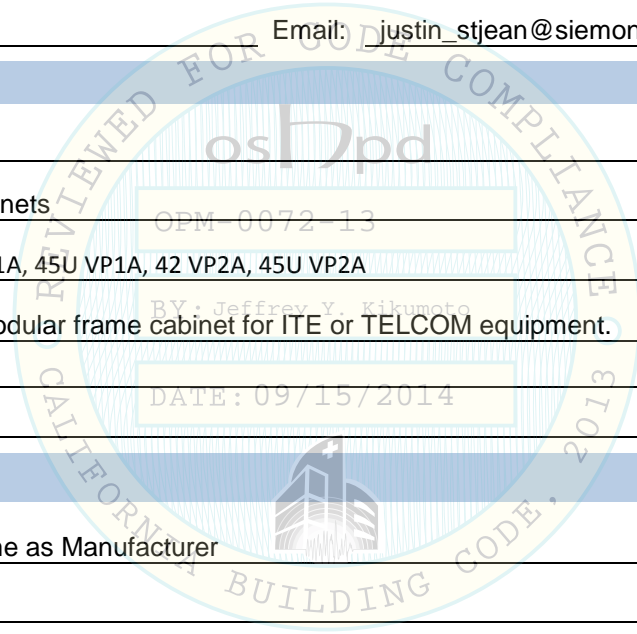 Email: justin_stjean@siemon
REVIEWED FOR CODE COMPLIANCE
oshpd
nets
OPM-0072-13
1A, 45U VP1A, 42 VP2A, 45U VP2A
BY: Jeffrey Y. Kikumoto
odular frame cabinet for ITE or TELCOM equipment.
DATE: 09/15/2014
ne as Manufacturer
CALIFORNIA BUILDING CODE, 2013